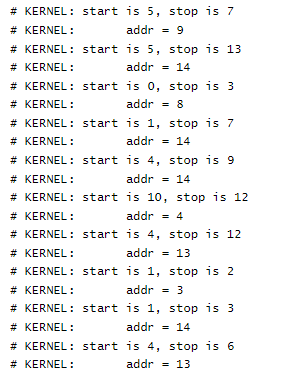 # KERNEL: start is 5, stop is 7
# KERNEL:       addr = 9
# KERNEL: start is 5, stop is 13
# KERNEL:       addr = 14
# KERNEL: start is 0, stop is 3
# KERNEL:       addr = 8
# KERNEL: start is 1, stop is 7
# KERNEL:       addr = 14
# KERNEL: start is 4, stop is 9
# KERNEL:       addr = 14
# KERNEL: start is 10, stop is 12
# KERNEL:       addr = 4
# KERNEL: start is 4, stop is 12
# KERNEL:       addr = 13
# KERNEL: start is 1, stop is 2
# KERNEL:       addr = 3
# KERNEL: start is 1, stop is 3
# KERNEL:       addr = 14
# KERNEL: start is 4, stop is 6
# KERNEL:       addr = 13